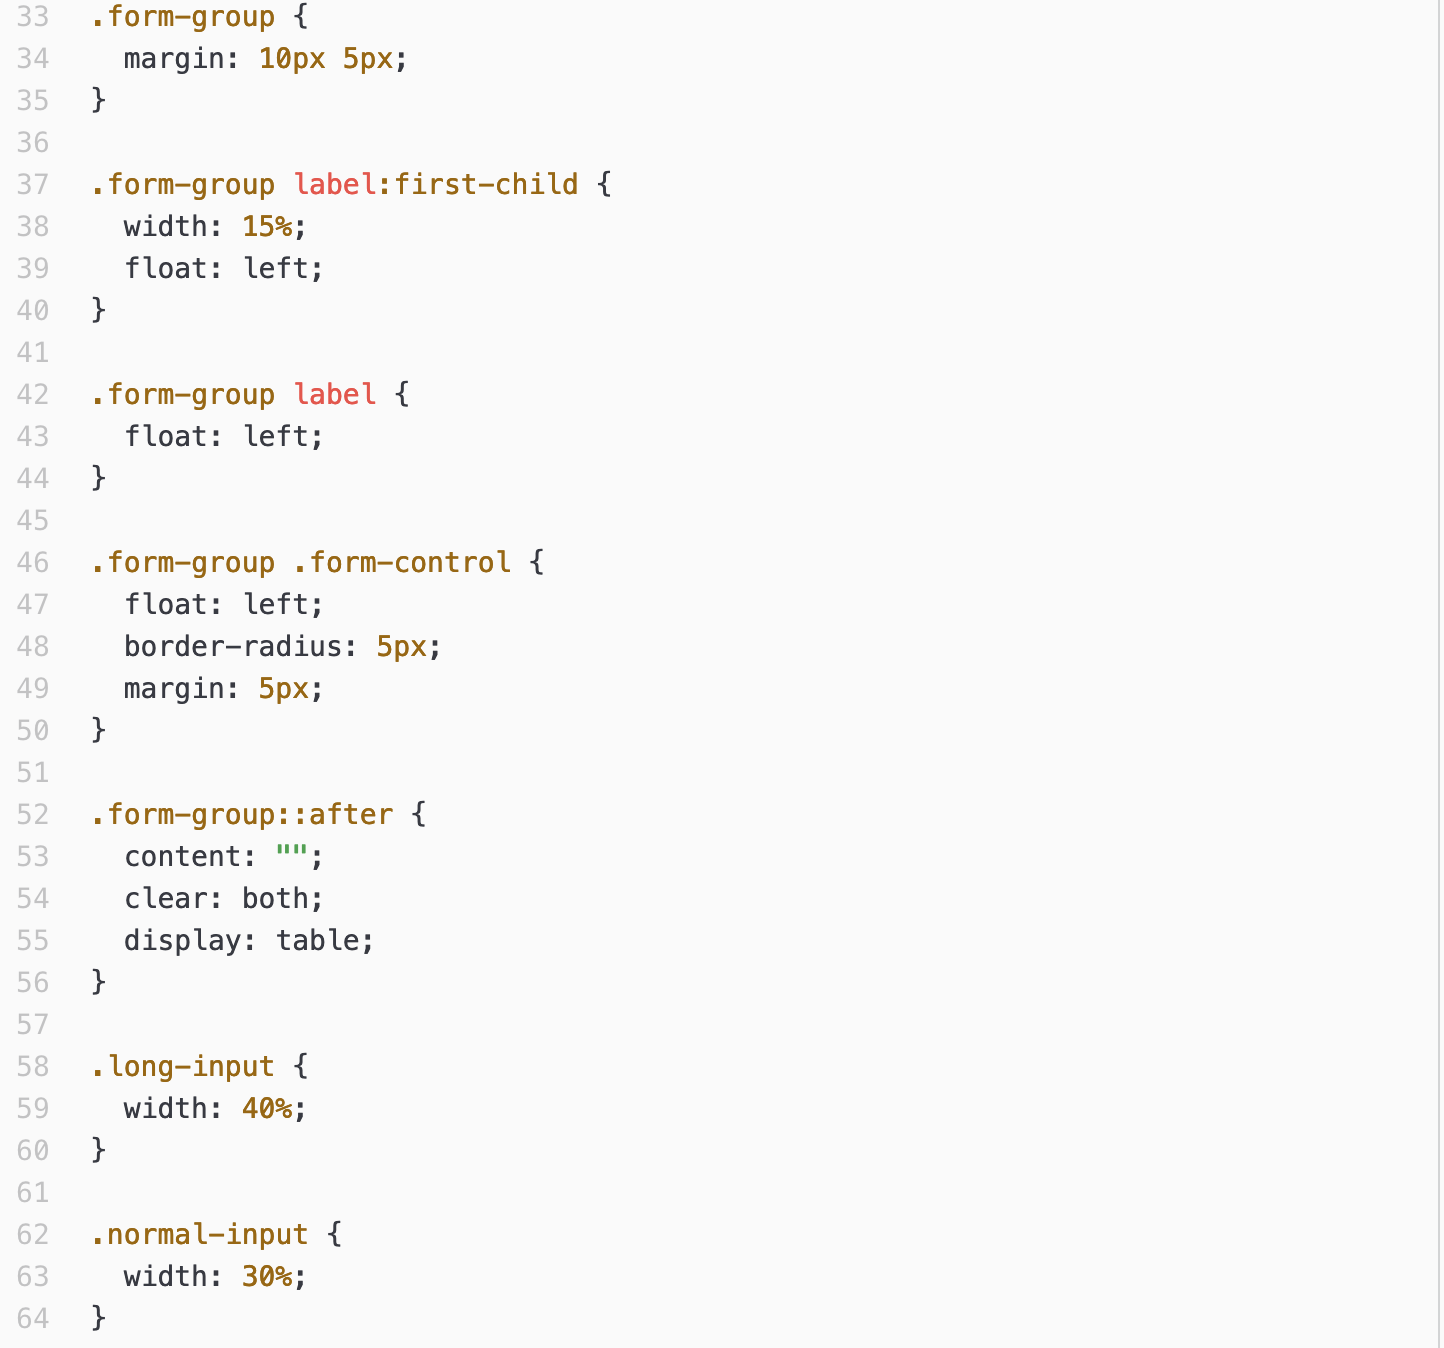 33 .form-group {
34   margin: 10px 5px;
35 }
36
37 .form-group label:first-child {
38   width: 15%;
39   float: left;
40 }
41
42 .form-group label {
43   float: left;
44 }
45
46 .form-group .form-control {
47   float: left;
48   border-radius: 5px;
49   margin: 5px;
50 }
51
52 .form-group::after {
53   content: "";
54   clear: both;
55   display: table;
56 }
57
58 .long-input {
59   width: 40%;
60 }
61
62 .normal-input {
63   width: 30%;
64 }